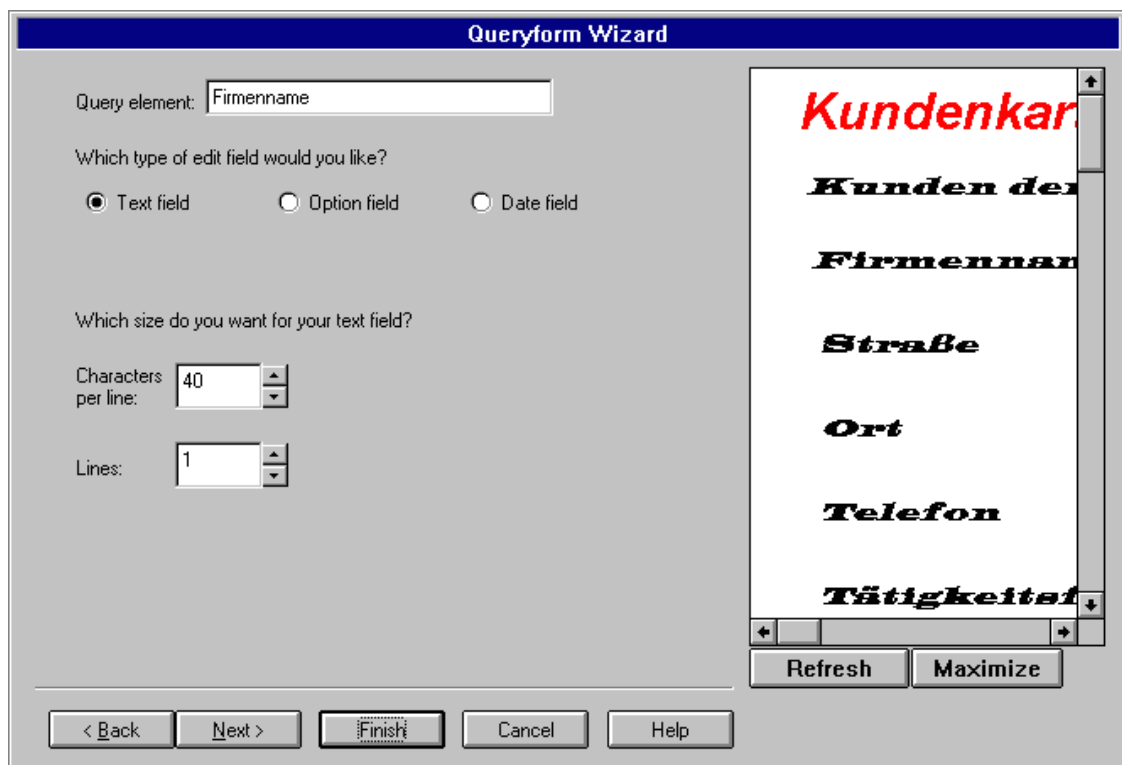 Queryform Wizard
Query element: Firmenname
Which type of edit field would you like?
Text field Option field Date field
Which size do you want for your text field?
Characters
per line: 40
Lines: 1
Kundenkar
Kunden der
Firmennam
Straße
Ort
Telefon
Tätigkeitsf
Refresh Maximize
< Back Next > Finish Cancel Help